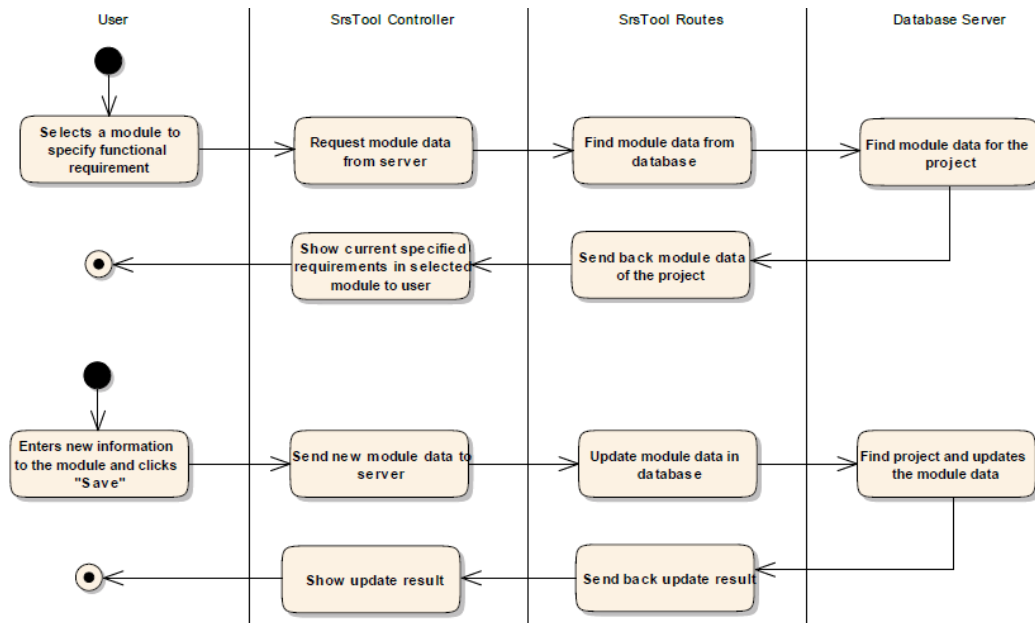 User
SrsTool Controller
SrsTool Routes
Database Server
Selects a module to
specify functional
requirement
Request module data
from server
Find module data from
database
Find module data for the
project
Show current specified
requirements in selected
module to user
Send back module data
of the project
Enters new information
to the module and clicks
"Save"
Send new module data to
server
Update module data in
database
Find project and updates
the module data
Show update result
Send back update result